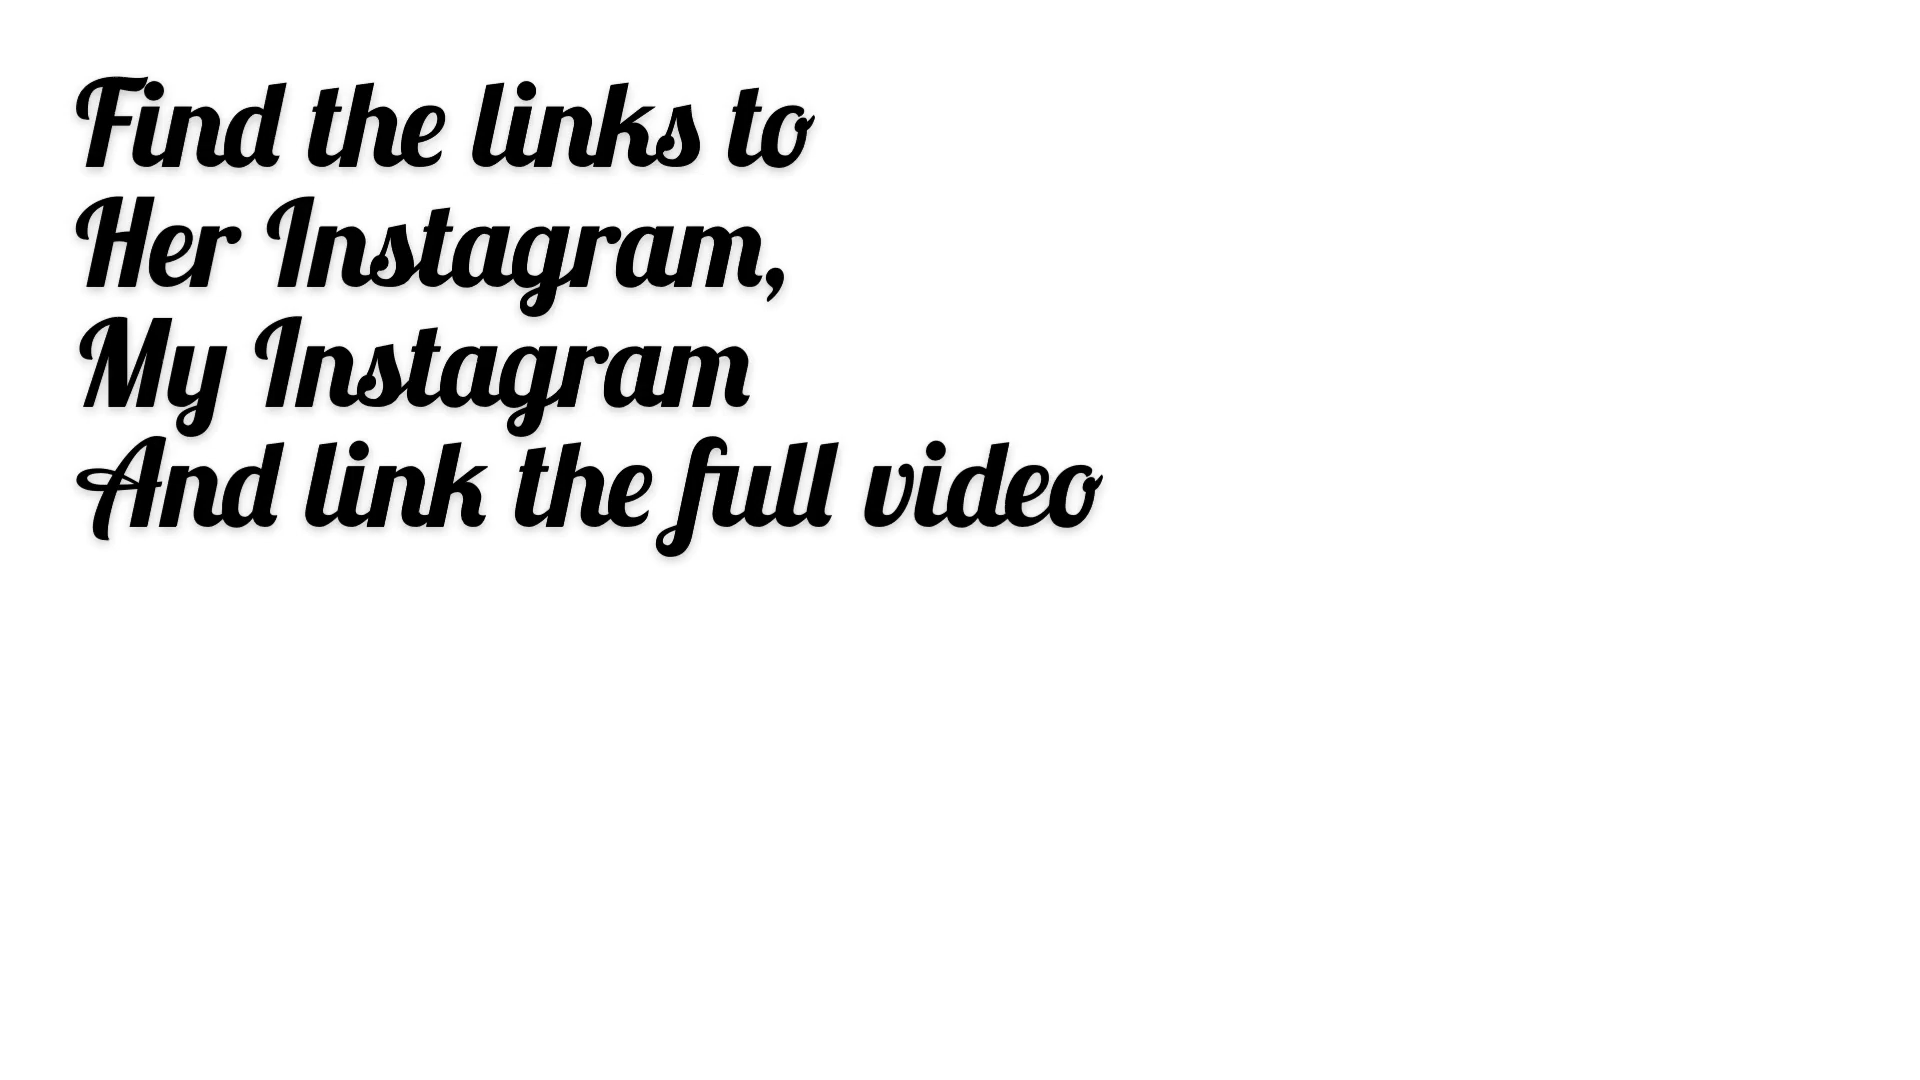 Find the links to
Her Instagram,
My Instagram
And link the full video